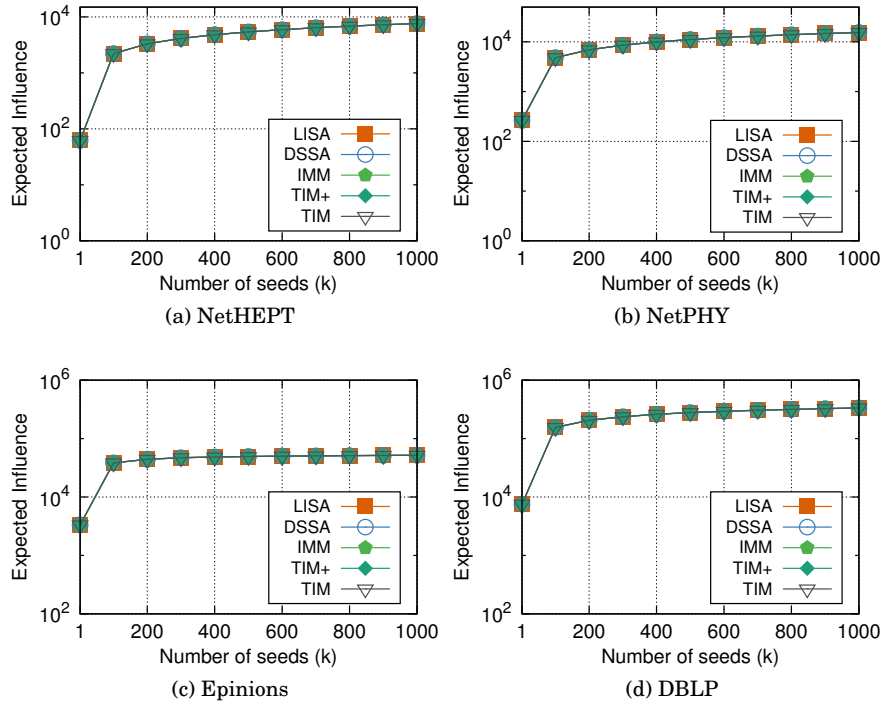 10^4
10^2
10^0
Expected Influence
LISA
DSSA
IMM
TIM+
TIM
1 200 400 600 800 1000
Number of seeds (k)
(a) NetHEPT
10^4
10^2
10^0
Expected Influence
LISA
DSSA
IMM
TIM+
TIM
1 200 400 600 800 1000
Number of seeds (k)
(b) NetPHY
10^6
10^4
10^2
Expected Influence
LISA
DSSA
IMM
TIM+
TIM
1 200 400 600 800 1000
Number of seeds (k)
(c) Epinions
10^6
10^4
10^2
Expected Influence
LISA
DSSA
IMM
TIM+
TIM
1 200 400 600 800 1000
Number of seeds (k)
(d) DBLP